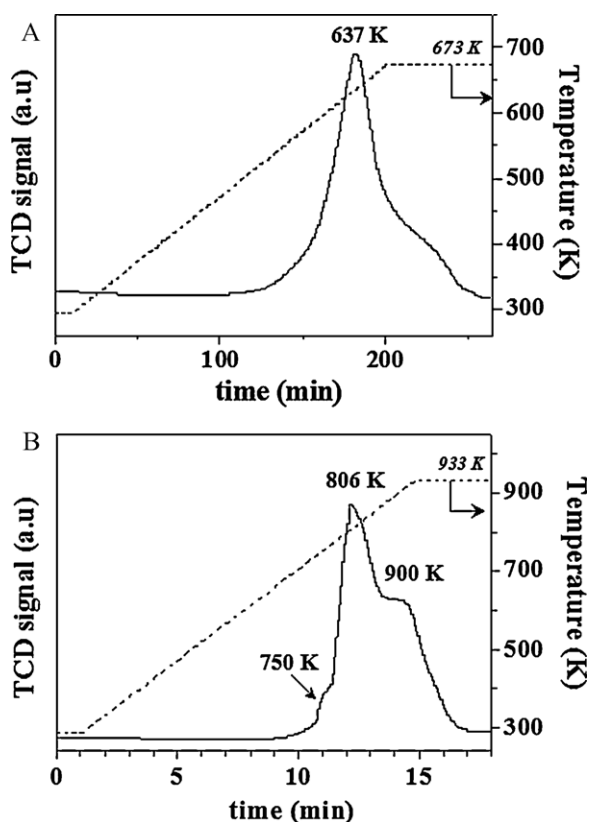 A
637 K
673 K
700
600
500
400
300
TCD signal (a.u)
Temperature (K)
0
100
200
time (min)
B
933 K
806 K
900 K
750 K
900
700
500
300
TCD signal (a.u)
Temperature (K)
0
5
10
15
time (min)